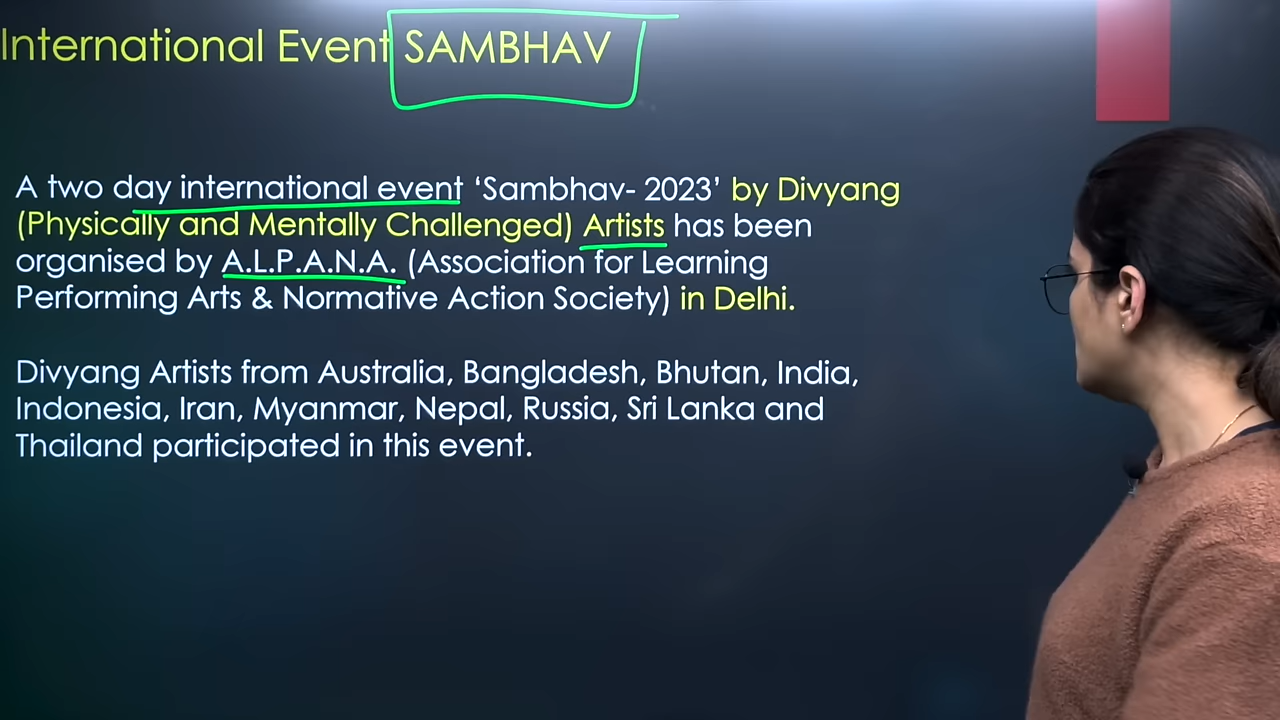 International Event SAMBHAV
A two day international event ‘Sambhav- 2023’ by Divyang
(Physically and Mentally Challenged) Artists has been
organised by A.L.P.A.N.A. (Association for Learning
Performing Arts & Normative Action Society) in Delhi.
Divyang Artists from Australia, Bangladesh, Bhutan, India,
Indonesia, Iran, Myanmar, Nepal, Russia, Sri Lanka and
Thailand participated in this event.